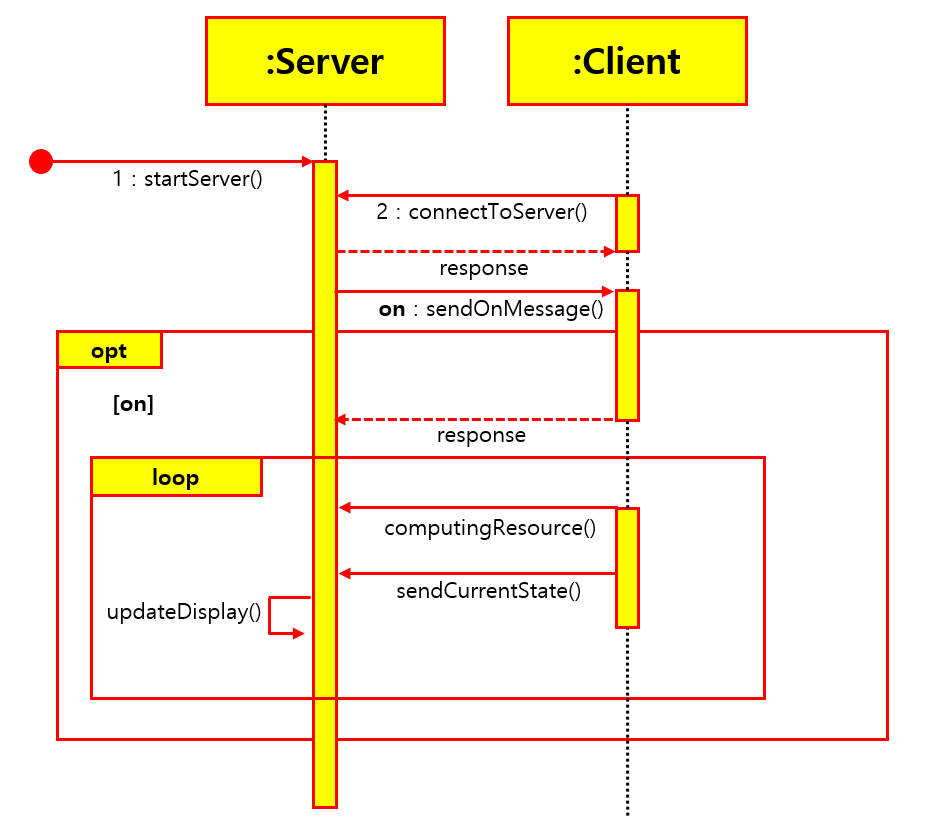 :Server
:Client
1 : startServer()
2 : connectToServer()
response
on : sendOnMessage()
opt
[on]
response
loop
computingResource()
sendCurrentState()
updateDisplay()